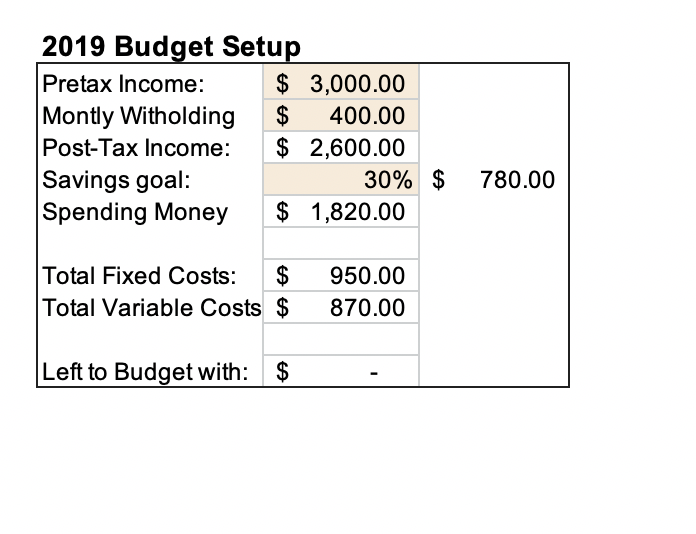 2019 Budget Setup
Pretax Income: $ 3,000.00
Montly Witholding $ 400.00
Post-Tax Income: $ 2,600.00
Savings goal: 30% $ 780.00
Spending Money $ 1,820.00
Total Fixed Costs: $ 950.00
Total Variable Costs $ 870.00
Left to Budget with: $ -